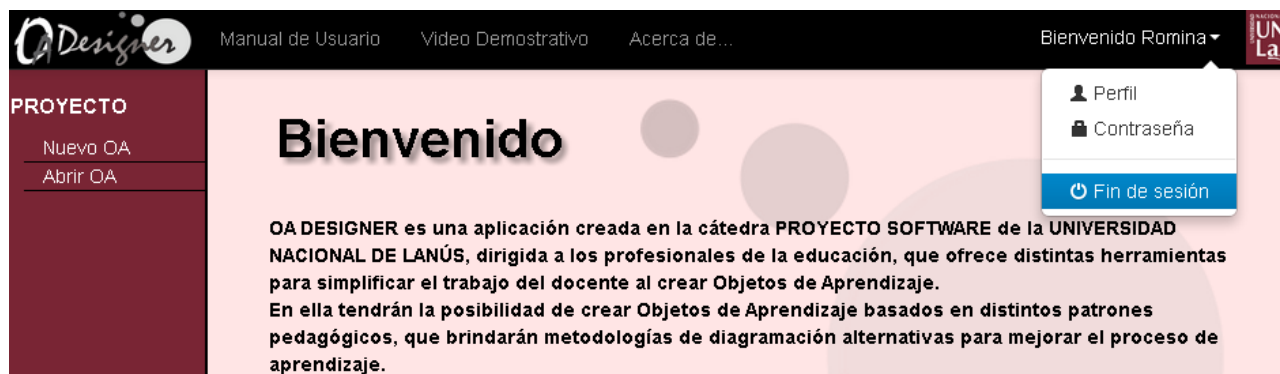 OA Designer
Manual de Usuario
Video Demostrativo
Acerca de...
Bienvenido Romina
UN
La
PROYECTO
Nuevo OA
Abrir OA
Perfil
Contraseña
Fin de sesión
Bienvenido
OA DESIGNER es una aplicación creada en la cátedra PROYECTO SOFTWARE de la UNIVERSIDAD
NACIONAL DE LANÚS, dirigida a los profesionales de la educación, que ofrece distintas herramientas
para simplificar el trabajo del docente al crear Objetos de Aprendizaje.
En ella tendrán la posibilidad de crear Objetos de Aprendizaje basados en distintos patrones
pedagógicos, que brindarán metodologías de diagramación alternativas para mejorar el proceso de
aprendizaje.